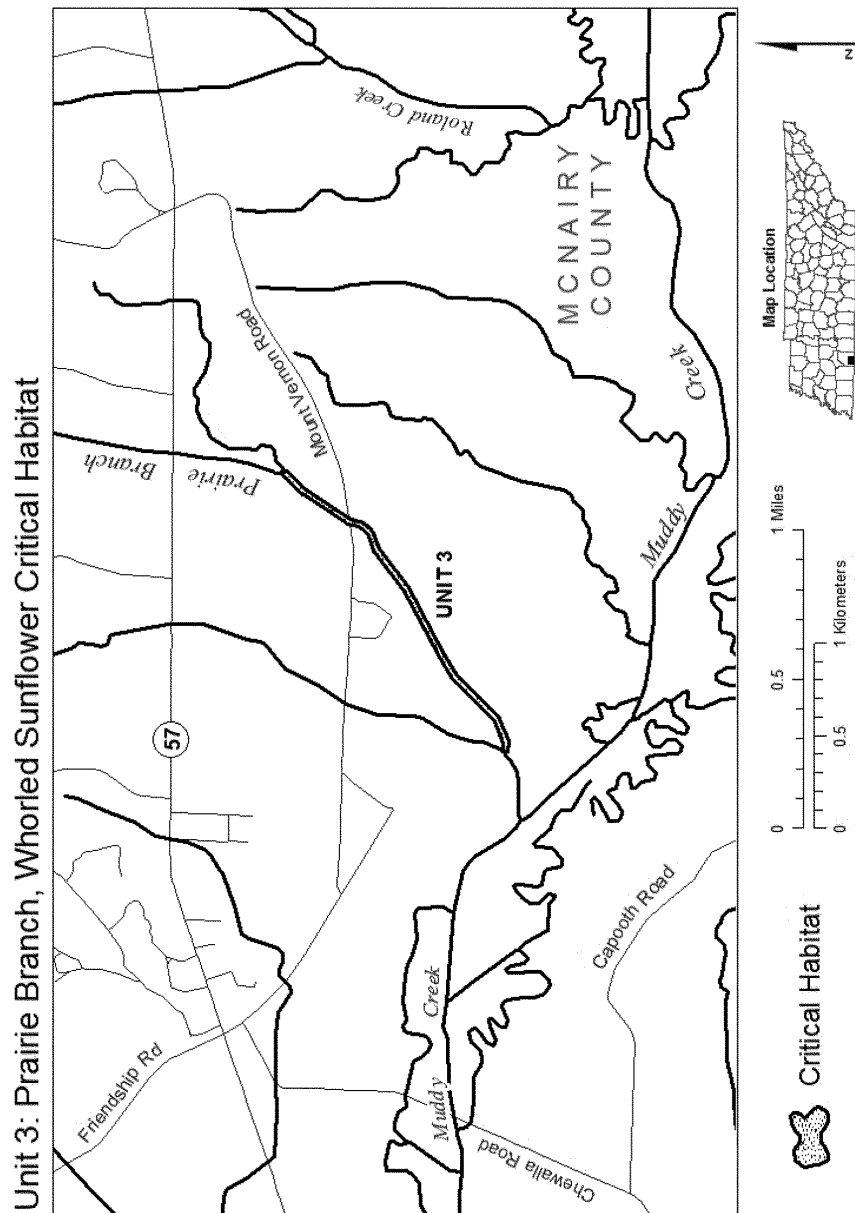 Unit 3: Prairie Branch, Whorled Sunflower Critical Habitat
Friendship Rd
57
Prairie
Branch
Mount Vernon Road
Roland Creek
UNIT 3
MCNAIRY
COUNTY
Muddy
Creek
Chewalla Road
Capooth Road
Muddy
Creek
Critical Habitat
0
0.5
1 Miles
0
0.5
1 Kilometers
Map Location
N